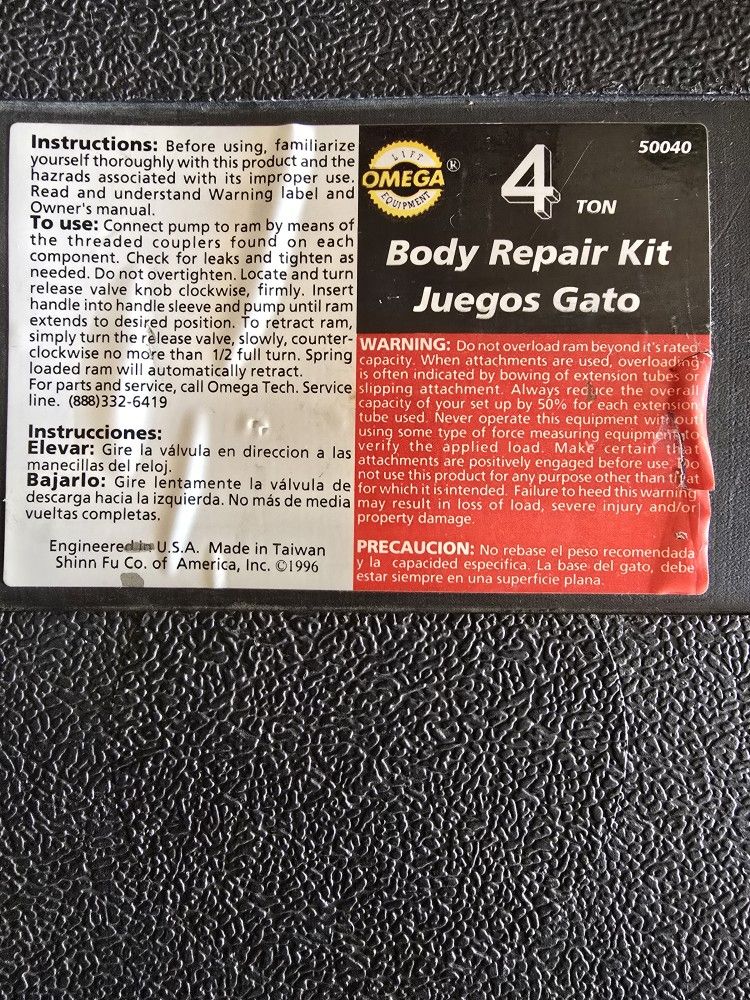 Instructions: Before using, familiarize
yourself thoroughly with this product and the
hazrads associated with its improper use.
Read and understand Warning label and
Owner's manual.
To use: Connect pump to ram by means of
the threaded couplers found on each
component. Check for leaks and tighten as
needed. Do not overtighten. Locate and turn
release valve knob clockwise, firmly. Insert
handle into handle sleeve and pump until ram
extends to desired position. To retract ram,
simply turn the release valve, slowly, counter-
clockwise no more than 1/2 full turn. Spring
loaded ram will automatically retract.
For parts and service, call Omega Tech. Service
line. (888)332-6419
Instrucciones:
Elevar: Gire la válvula en direccion a las
manecillas del reloj.
Bajarlo: Gire lentamente la válvula de
descarga hacia la izquierda. No más de media
vueltas completas.
Engineered in U.S.A. Made in Taiwan
Shinn Fu Co. of America, Inc. ©1996
LIFT
OMEGA ®
EQUIPMENT
4 TON
50040
Body Repair Kit
Juegos Gato
WARNING: Do not overload ram beyond it's rated
capacity. When attachments are used, overloading
is often indicated by bowing of extension tubes or
slipping attachment. Always reduce the overall
capacity of your set up by 50% for each extension
tube used. Never operate this equipment without
using some type of force measuring equipment to
verify the applied load. Make certain that
attachments are positively engaged before use. Do
not use this product for any purpose other than that
for which it is intended. Failure to heed this warning
may result in loss of load, severe injury and/or
property damage.
PRECAUCION: No rebase el peso recomendada
y la capacided especifica. La base del gato, debe
estar siempre en una superficie plana.